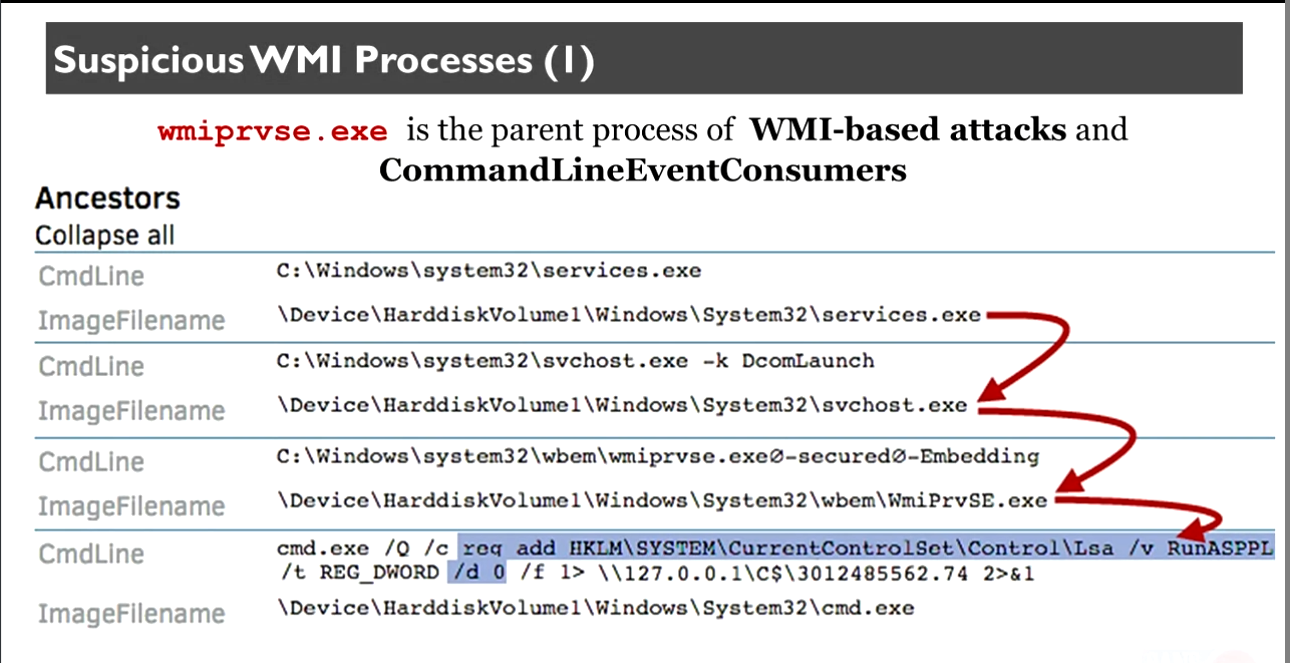 Suspicious WMI Processes (1)
wmiprvse.exe is the parent process of WMI-based attacks and
CommandLineEventConsumers
Ancestors
Collapse all
CmdLine C:\Windows\system32\services.exe
ImageFilename \Device\HarddiskVolume1\Windows\System32\services.exe
CmdLine C:\Windows\system32\svchost.exe -k DcomLaunch
ImageFilename \Device\HarddiskVolume1\Windows\System32\svchost.exe
CmdLine C:\Windows\system32\wbem\wmiprvse.exeØ-securedØ-Embedding
ImageFilename \Device\HarddiskVolume1\Windows\System32\wbem\WmiPrvSE.exe
CmdLine cmd.exe /Q /c reg add HKLM\SYSTEM\CurrentControlSet\Control\Lsa /v RunASPPL
/t REG_DWORD /d 0 /f 1> \\127.0.0.1\C$\3012485562.74 2>&1
ImageFilename \Device\HarddiskVolume1\Windows\System32\cmd.exe